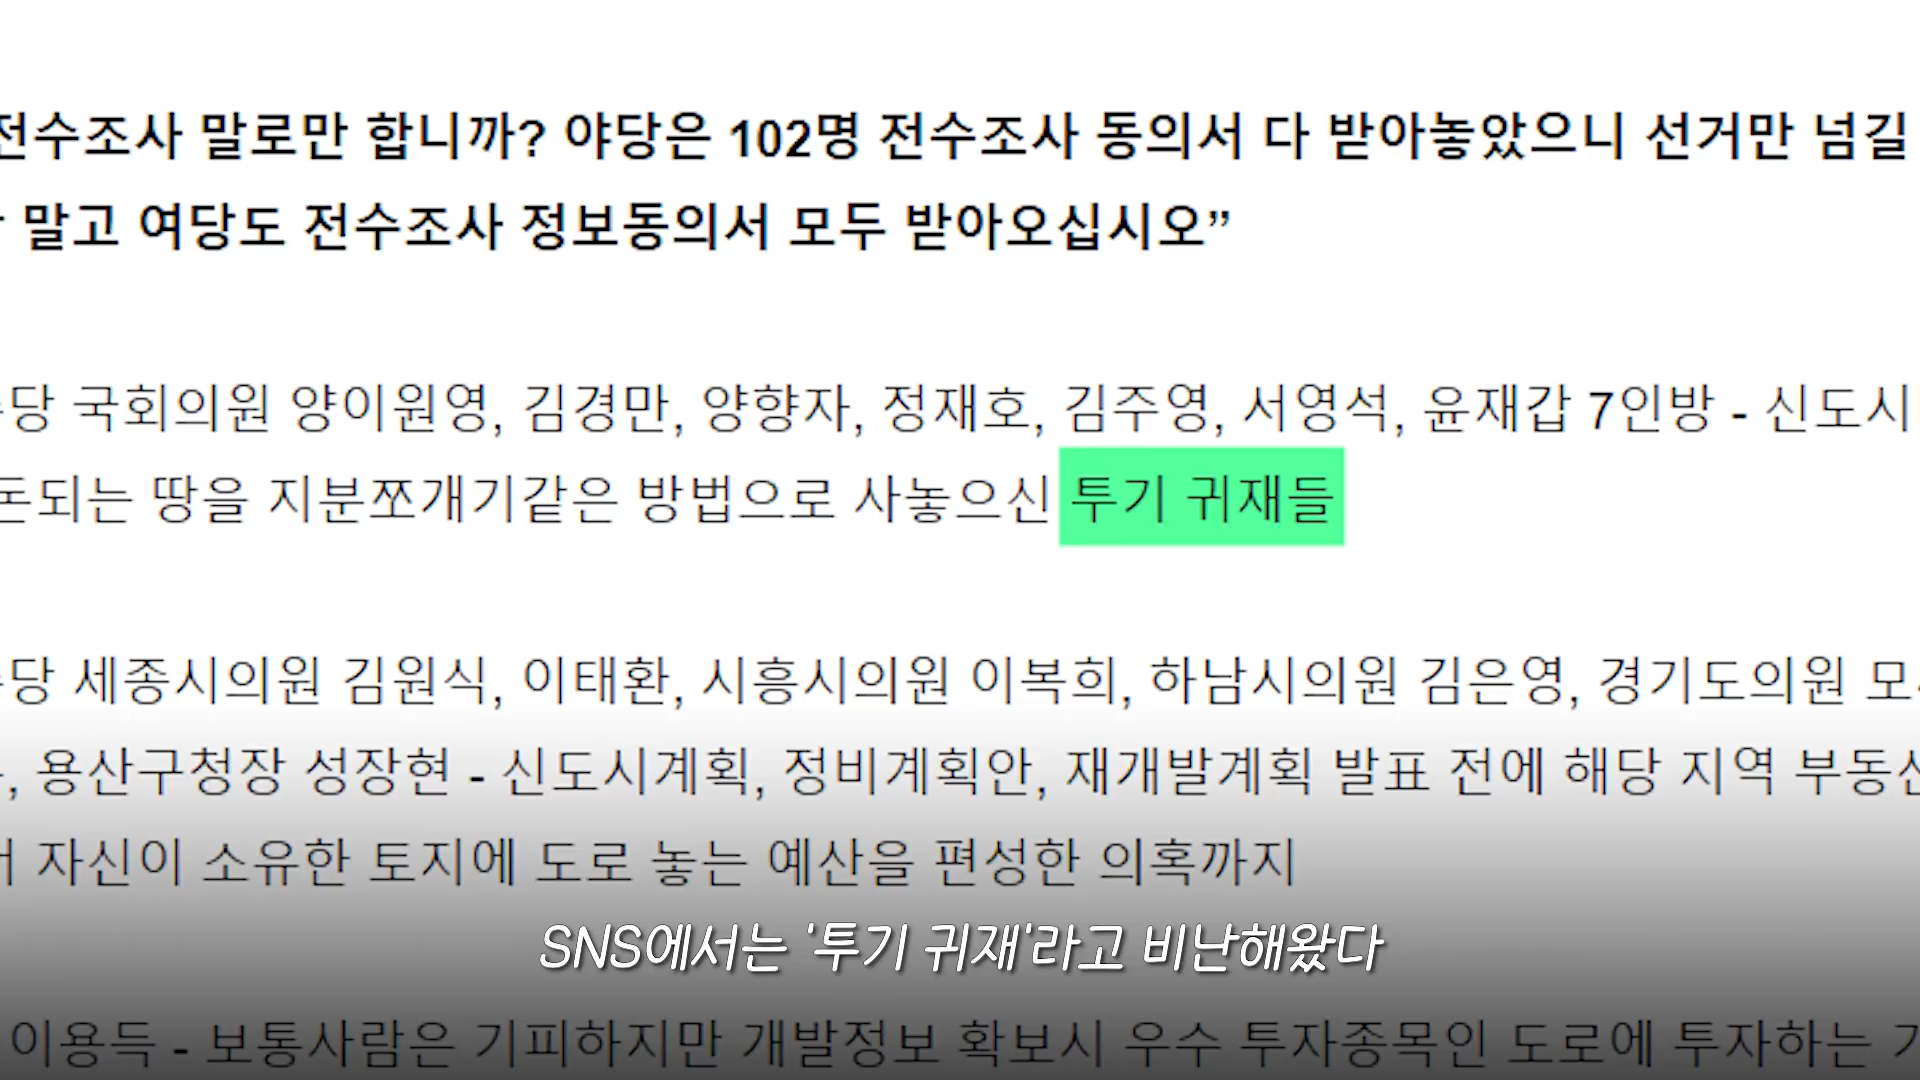 전수조사 말로만 합니까? 야당은 102명 전수조사 동의서 다 받아놓았으니 선거만 넘길
말고 여당도 전수조사 정보동의서 모두 받아오십시오”
당 국회의원 양이원영, 김경만, 양향자, 정재호, 김주영, 서영석, 윤재갑 7인방 - 신도시
돈되는 땅을 지분쪼개기같은 방법으로 사놓으신 투기 귀재들
당 세종시의원 김원식, 이태환, 시흥시의원 이복희, 하남시의원 김은영, 경기도의원 모
, 용산구청장 성장현 - 신도시계획, 정비계획안, 재개발계획 발표 전에 해당 지역 부동산
자신이 소유한 토지에 도로 놓는 예산을 편성한 의혹까지
SNS에서는 '투기 귀재'라고 비난해왔다
이용득 - 보통사람은 기피하지만 개발정보 확보시 우수 투자종목인 도로에 투자하는